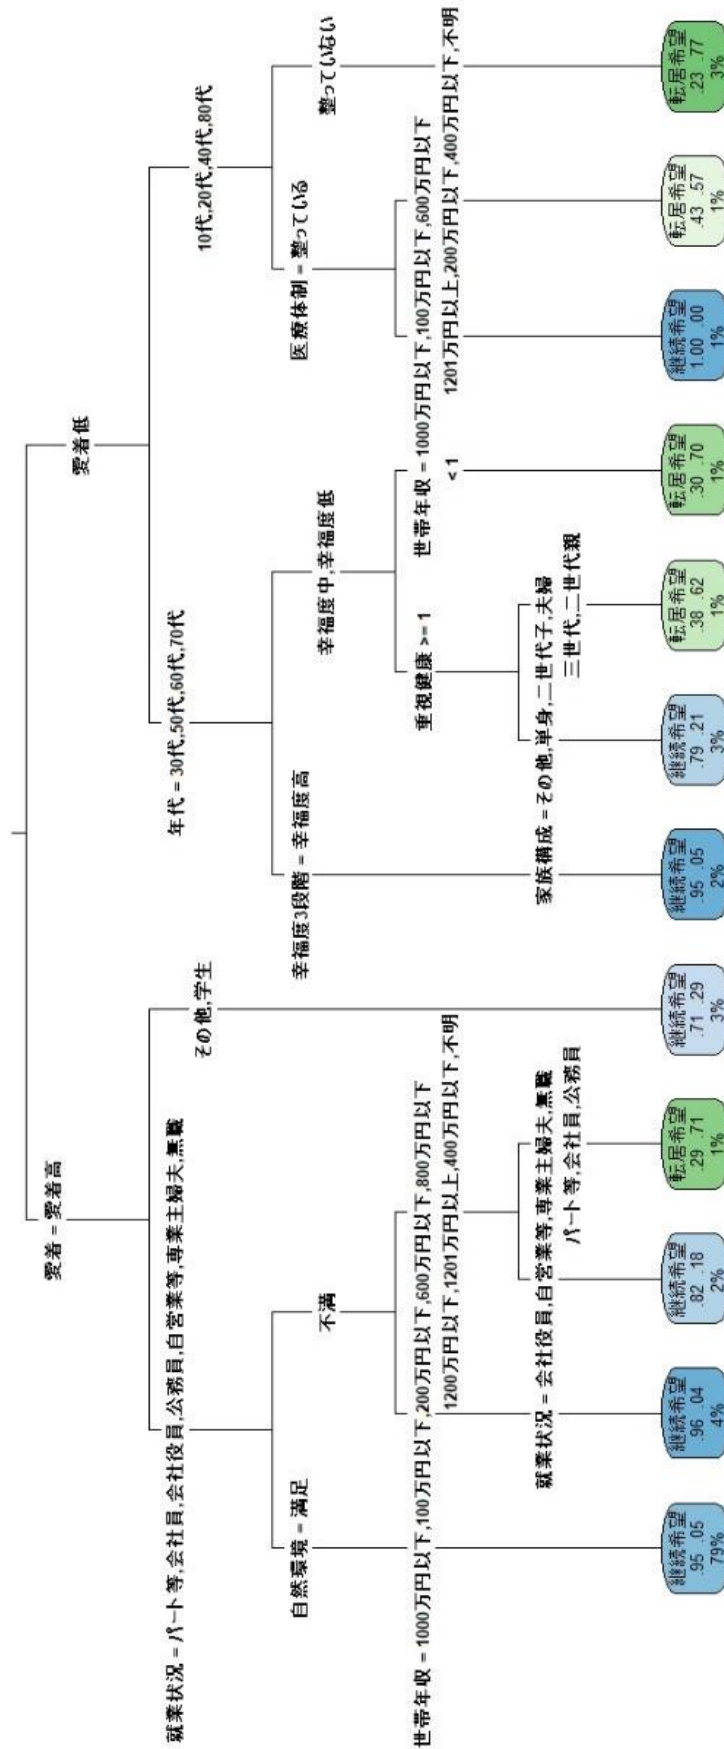 愛着 = 愛着高
愛着低
就業状況 = パート等,会社員,会社役員,公務員,自営業等,専業主婦夫,無職
その他,学生
年代 = 30代,50代,60代,70代
10代,20代,40代,80代
自然環境 = 満足
不満
幸福度3段階 = 幸福度高
幸福度中,幸福度低
医療体制 = 整っている
整っていない
世帯年収 = 1000万円以下,100万円以下,200万円以下,600万円以下,800万円以下
1200万円以下,1201万円以上,400万円以下,不明
重視健康 >= 1
< 1
世帯年収 = 1000万円以下,100万円以下,600万円以下
1201万円以上,200万円以下,400万円以下,不明
就業状況 = 会社役員,自営業等,専業主婦夫,無職
パート等,会社員,公務員
家族構成 = その他,単身,二世代子,夫婦
三世代,二世代親
継続希望
.95 .05
79%
継続希望
.96 .04
4%
継続希望
.82 .18
2%
転居希望
.29 .71
1%
継続希望
.71 .29
3%
継続希望
.95 .05
2%
継続希望
.79 .21
3%
転居希望
.38 .62
1%
転居希望
.30 .70
1%
継続希望
1.00 .00
1%
転居希望
.43 .57
1%
転居希望
.23 .77
3%